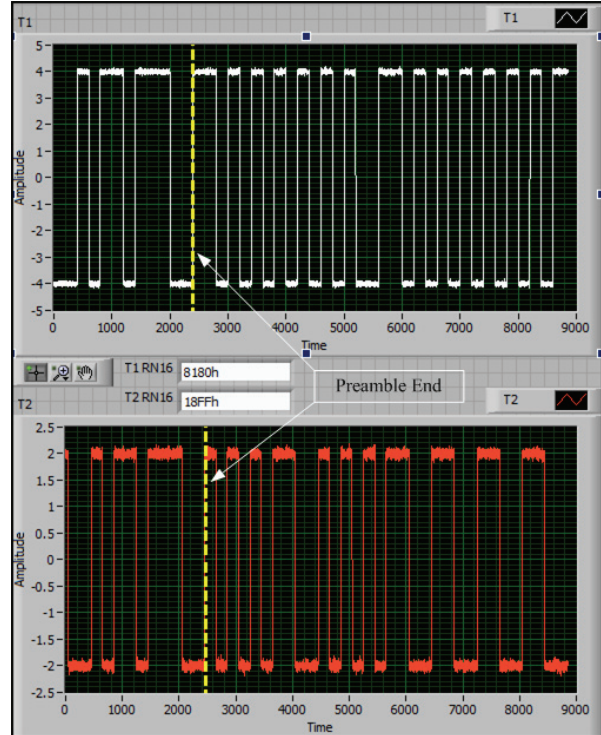 T1
T1
5-
4-
3-
2-
1-
0-
-1-
-2-
-3-
-4-
-5-
Amplitude
0 1000 2000 3000 4000 5000 6000 7000 8000 9000
Time
T1 RN16 8180h
T2 RN16 18FFh
Preamble End
T2
T2
2.5-
2-
1.5-
1-
0.5-
0-
-0.5-
-1-
-1.5-
-2-
-2.5-
Amplitude
0 1000 2000 3000 4000 5000 6000 7000 8000 9000
Time